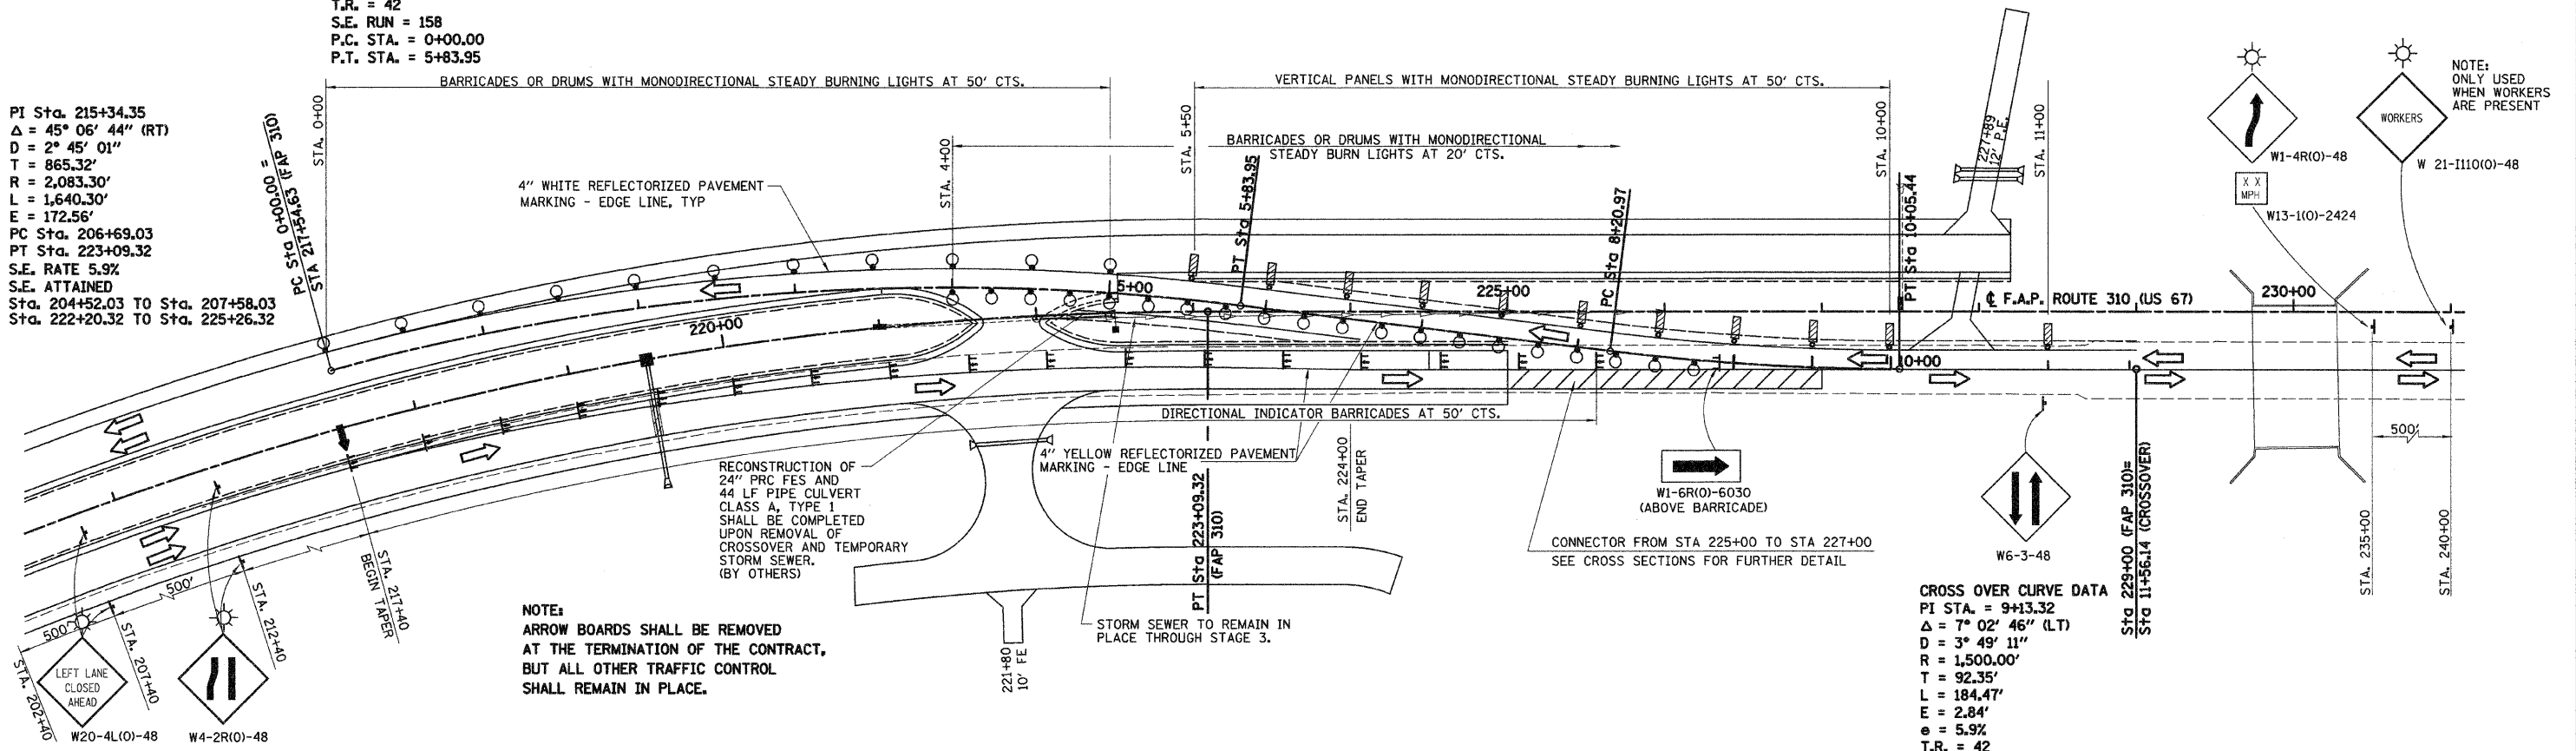 T.R. = 42
S.E. RUN = 158
P.C. STA. = 0+00.00
P.T. STA. = 5+83.95
PI Sta. 215+34.35
Δ = 45° 06' 44" (RT)
D = 2° 45' 01"
T = 865.32'
R = 2,083.30'
L = 1,640.30'
E = 172.56'
PC Sta. 206+69.03
PT Sta. 223+09.32
S.E. RATE 5.9%
S.E. ATTAINED
Sta. 204+52.03 TO Sta. 207+58.03
Sta. 222+20.32 TO Sta. 225+26.32
PC Sta 0+00.00 =
STA 217+54.63 (FAP 310)
STA. 0+00
BARRICADES OR DRUMS WITH MONODIRECTIONAL STEADY BURNING LIGHTS AT 50' CTS.
4" WHITE REFLECTORIZED PAVEMENT
MARKING - EDGE LINE, TYP
STA. 4+00
VERTICAL PANELS WITH MONODIRECTIONAL STEADY BURNING LIGHTS AT 50' CTS.
STA. 5+50
BARRICADES OR DRUMS WITH MONODIRECTIONAL
STEADY BURN LIGHTS AT 20' CTS.
PT Sta 5+83.95
PC Sta 8+20.97
STA. 10+00
PT Sta 10+05.44
227+89
12' P.E.
STA. 11+00
W1-4R(O)-48
X X
MPH
W13-1(O)-2424
WORKERS
W 21-I110(O)-48
NOTE:
ONLY USED
WHEN WORKERS
ARE PRESENT
220+00
5+00
225+00
10+00
℄ F.A.P. ROUTE 310 (US 67)
230+00
DIRECTIONAL INDICATOR BARRICADES AT 50' CTS.
4" YELLOW REFLECTORIZED PAVEMENT
MARKING - EDGE LINE
RECONSTRUCTION OF
24" PRC FES AND
44 LF PIPE CULVERT
CLASS A, TYPE 1
SHALL BE COMPLETED
UPON REMOVAL OF
CROSSOVER AND TEMPORARY
STORM SEWER.
(BY OTHERS)
PT Sta 223+09.32
(FAP 310)
STA. 224+00
END TAPER
W1-6R(O)-6030
(ABOVE BARRICADE)
CONNECTOR FROM STA 225+00 TO STA 227+00
SEE CROSS SECTIONS FOR FURTHER DETAIL
W6-3-48
Sta 229+00 (FAP 310)=
Sta 11+56.14 (CROSSOVER)
500'
STA. 235+00
STA. 240+00
STORM SEWER TO REMAIN IN
PLACE THROUGH STAGE 3.
221+80
10' FE
NOTE:
ARROW BOARDS SHALL BE REMOVED
AT THE TERMINATION OF THE CONTRACT,
BUT ALL OTHER TRAFFIC CONTROL
SHALL REMAIN IN PLACE.
STA. 217+40
BEGIN TAPER
500'
STA. 212+40
500'
STA. 207+40
STA. 202+40
LEFT LANE
CLOSED
AHEAD
W20-4L(O)-48
W4-2R(O)-48
CROSS OVER CURVE DATA
PI STA. = 9+13.32
Δ = 7° 02' 46" (LT)
D = 3° 49' 11"
R = 1,500.00'
T = 92.35'
L = 184.47'
E = 2.84'
e = 5.9%
T.R. = 42